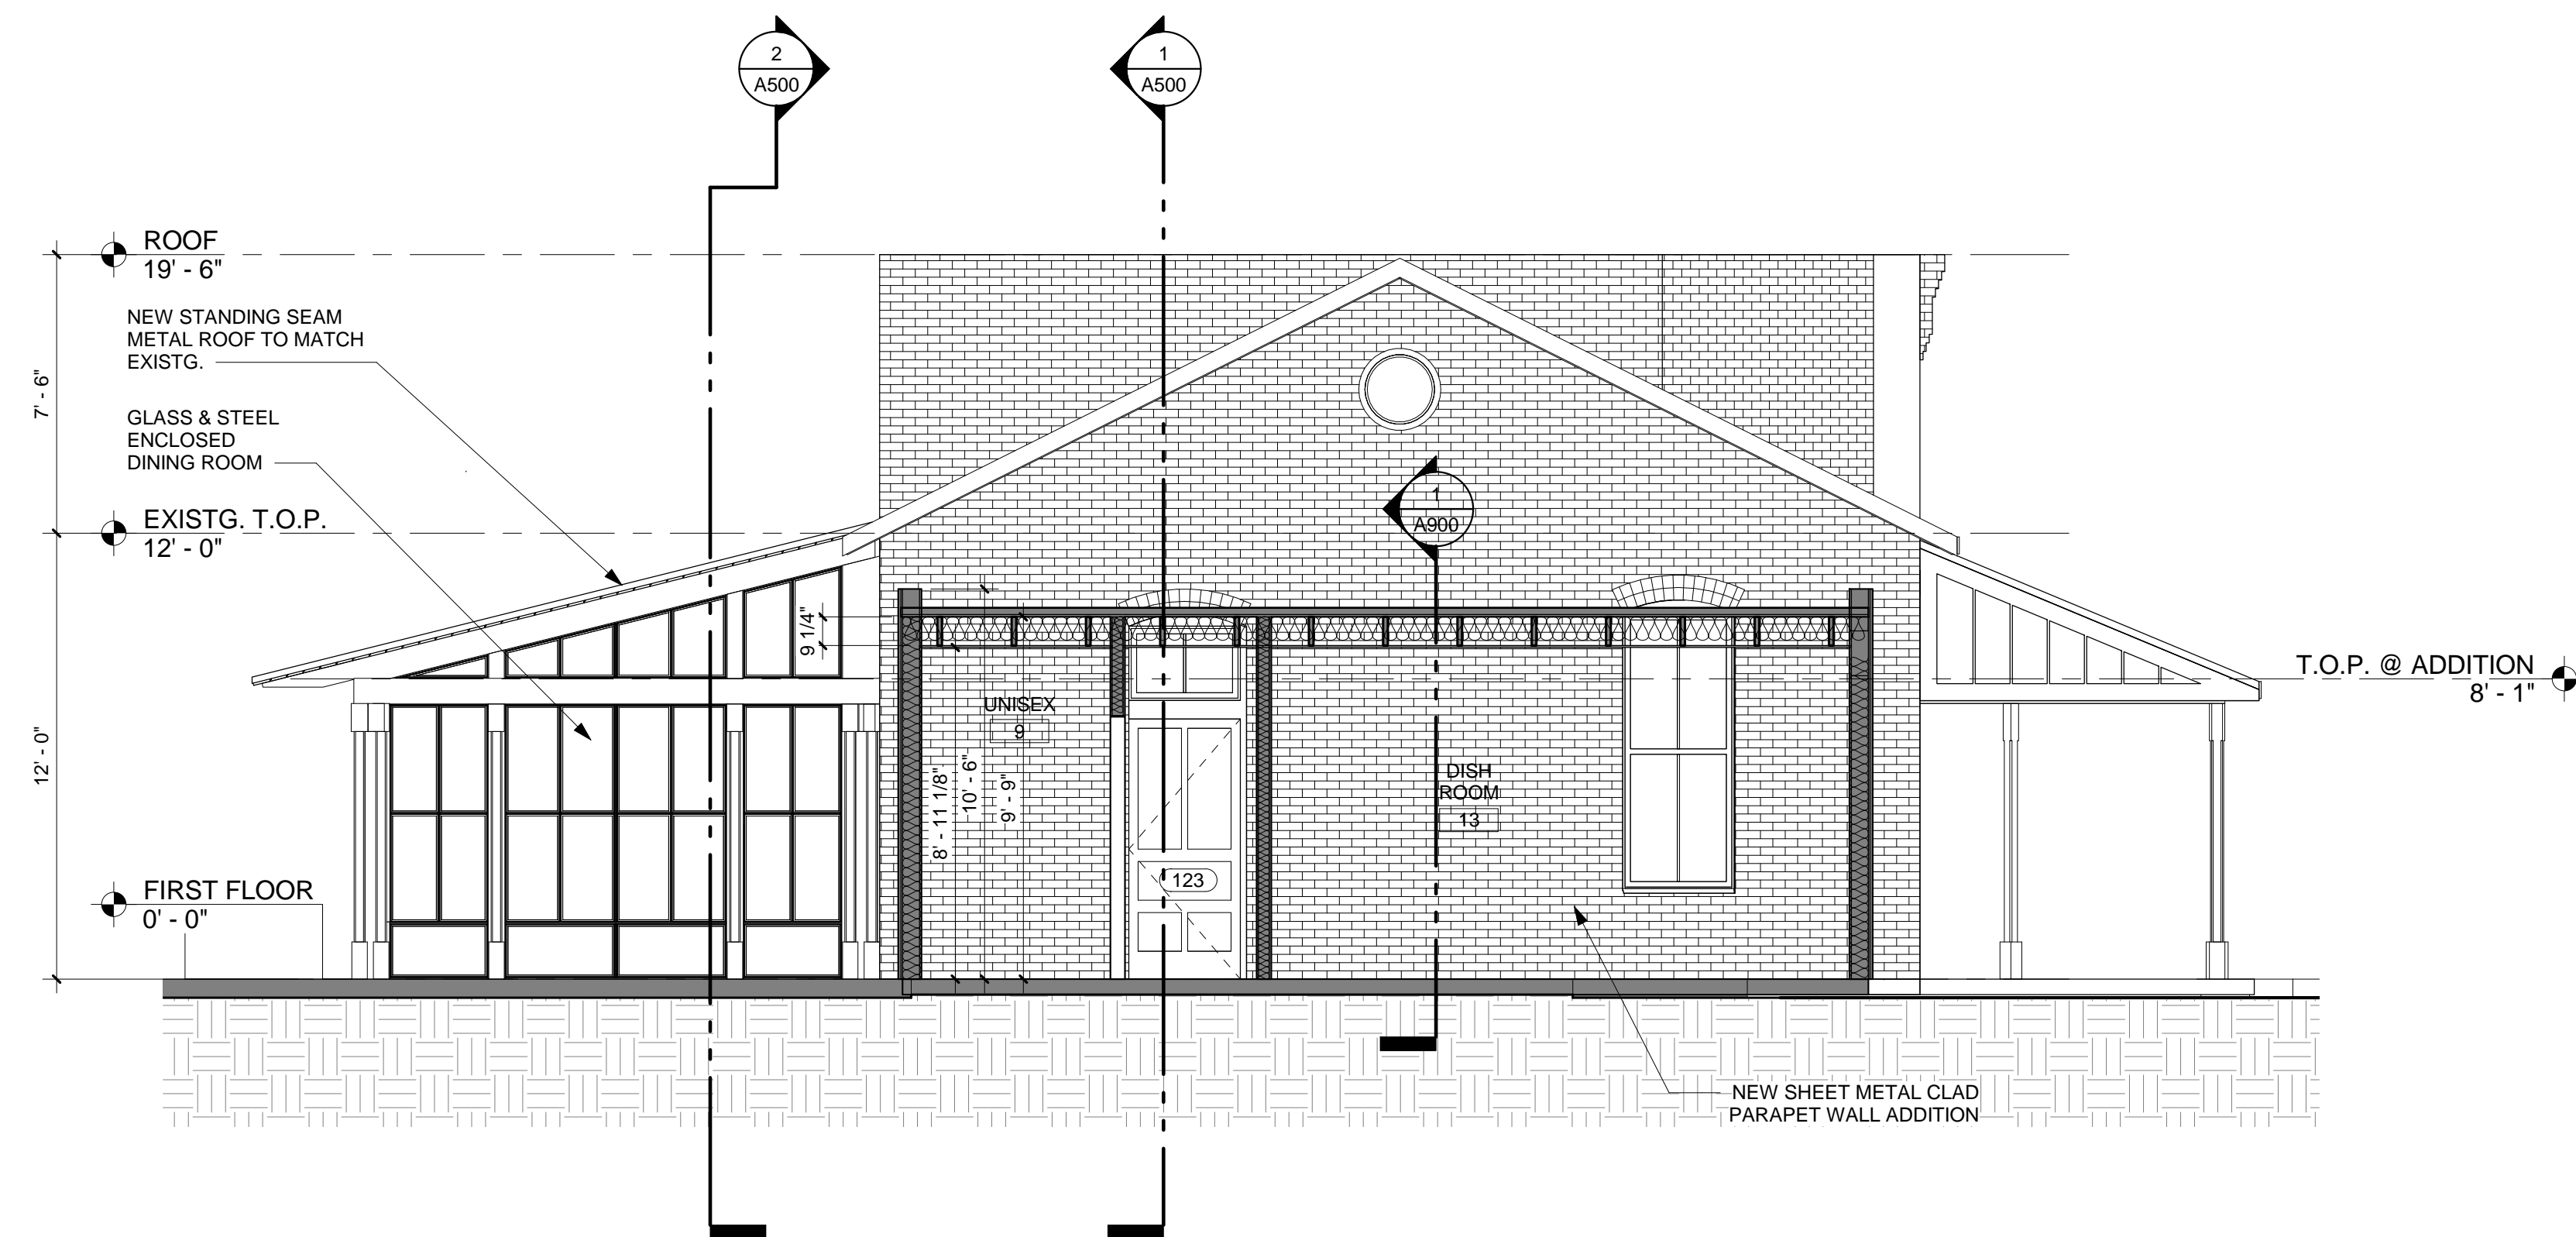 2
A500
1
A500
ROOF
19' - 6"
NEW STANDING SEAM
METAL ROOF TO MATCH
EXISTG.
7' - 6"
GLASS & STEEL
ENCLOSED
DINING ROOM
1
A900
EXISTG. T.O.P.
12' - 0"
9 1/4"
T.O.P. @ ADDITION
8' - 1"
UNISEX
9
12' - 0"
8' - 11 1/8"
10' - 6"
9' - 9"
DISH
ROOM
13
123
FIRST FLOOR
0' - 0"
NEW SHEET METAL CLAD
PARAPET WALL ADDITION